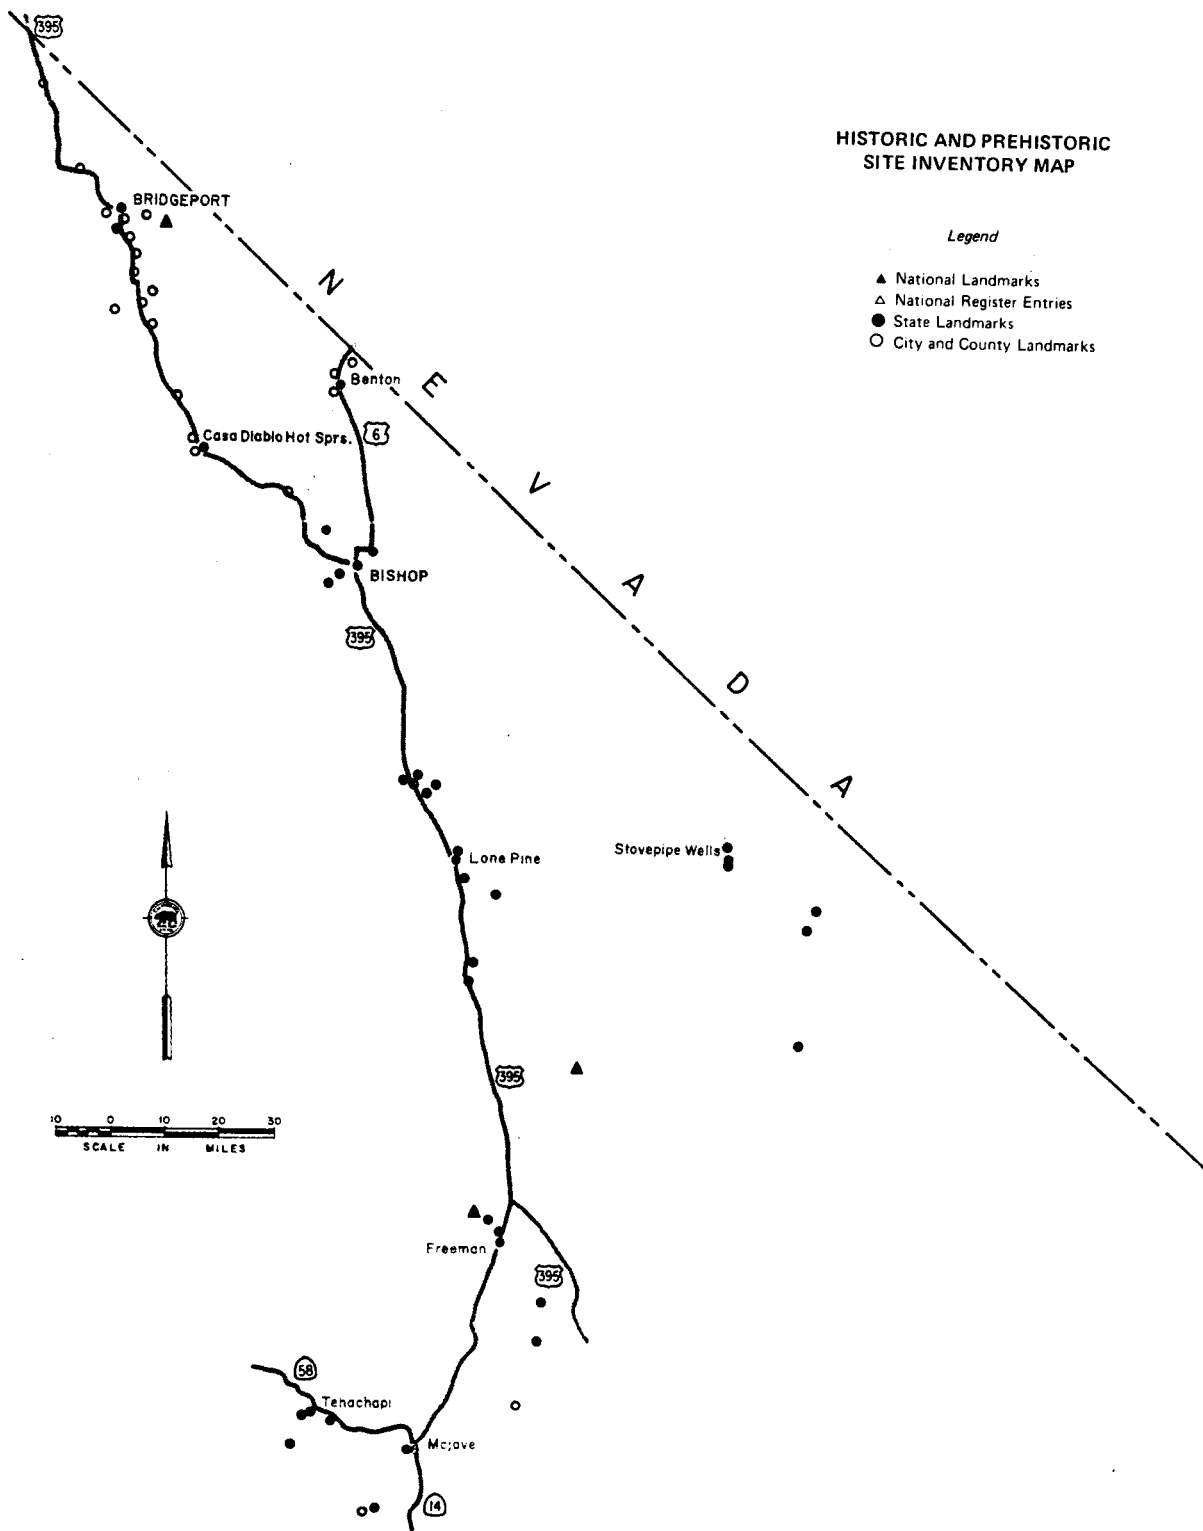 395
HISTORIC AND PREHISTORIC
SITE INVENTORY MAP
Legend
National Landmarks
National Register Entries
State Landmarks
City and County Landmarks
BRIDGEPORT
N
E
V
A
D
A
Benton
6
Casa Diablo Hot Sprs.
BISHOP
395
Lone Pine
Stovepipe Wells
395
10 0 10 20 30
SCALE IN MILES
Freeman
395
58
Tehachapi
Mojave
14